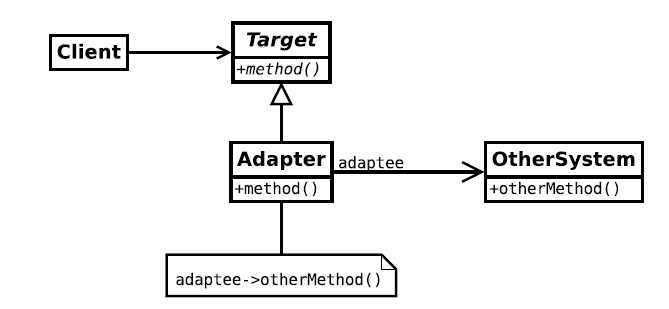 Client
Target
+method()
Adapter
+method()
adaptee
OtherSystem
+otherMethod()
adaptee->otherMethod()